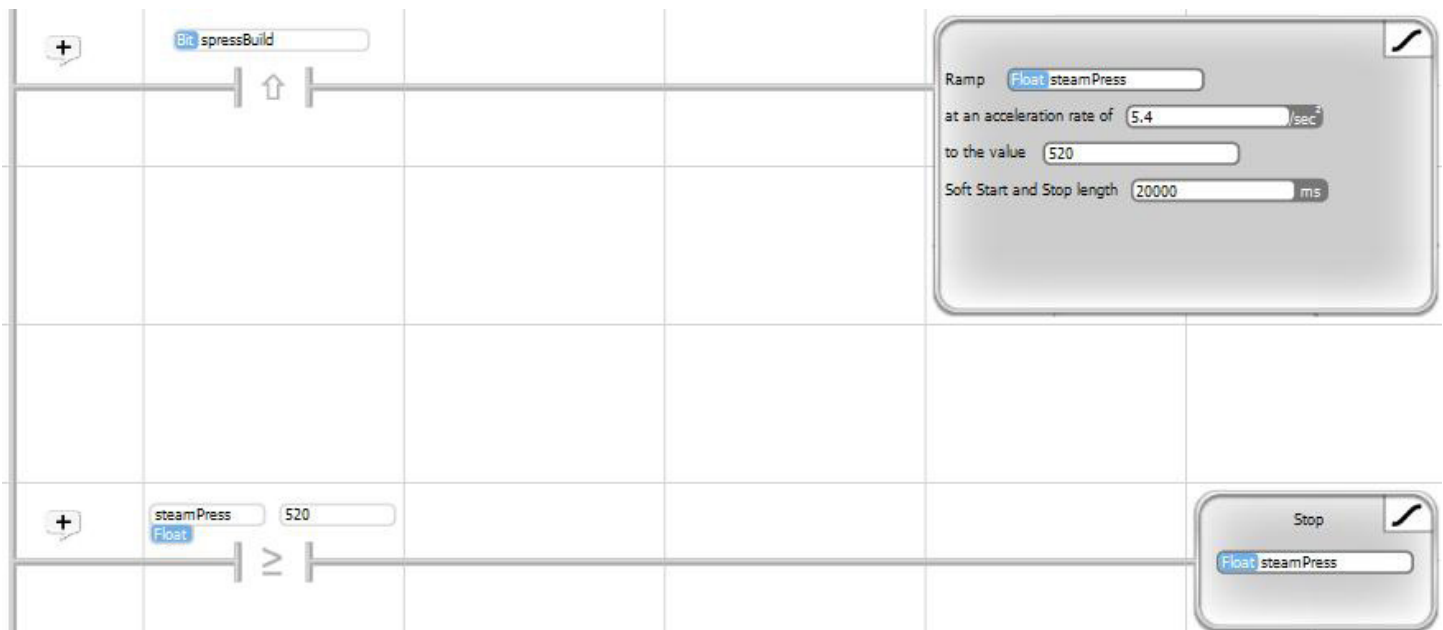 Bit spressBuild
Ramp Float steamPress
at an acceleration rate of 5.4 /sec²
to the value 520
Soft Start and Stop length 20000 ms
steamPress 520
Float
≥
Stop
Float steamPress